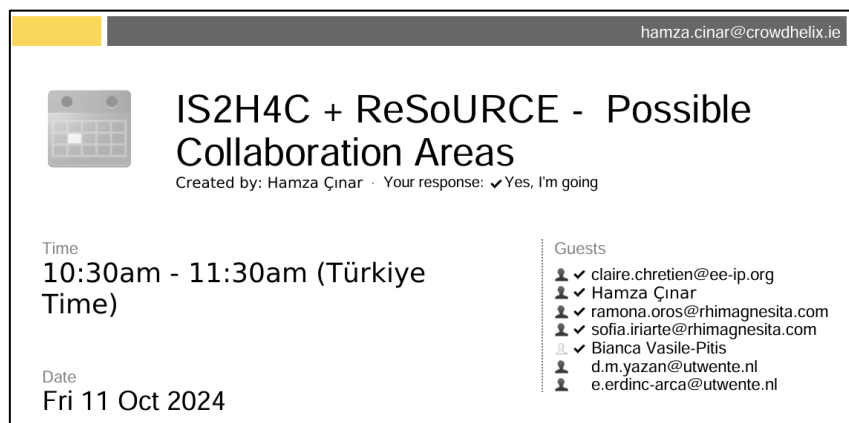 hamza.cinar@crowdhelix.ie
IS2H4C + ReSoURCE - Possible
Collaboration Areas
Created by: Hamza Çınar · Your response: ✔Yes, I'm going
Time
10:30am - 11:30am (Türkiye
Time)
Date
Fri 11 Oct 2024
Guests
✔ claire.chretien@ee-ip.org
✔ Hamza Çınar
✔ ramona.oros@rhimagnesita.com
✔ sofia.iriarte@rhimagnesita.com
✔ Bianca Vasile-Pitis
d.m.yazan@utwente.nl
e.erdinc-arca@utwente.nl